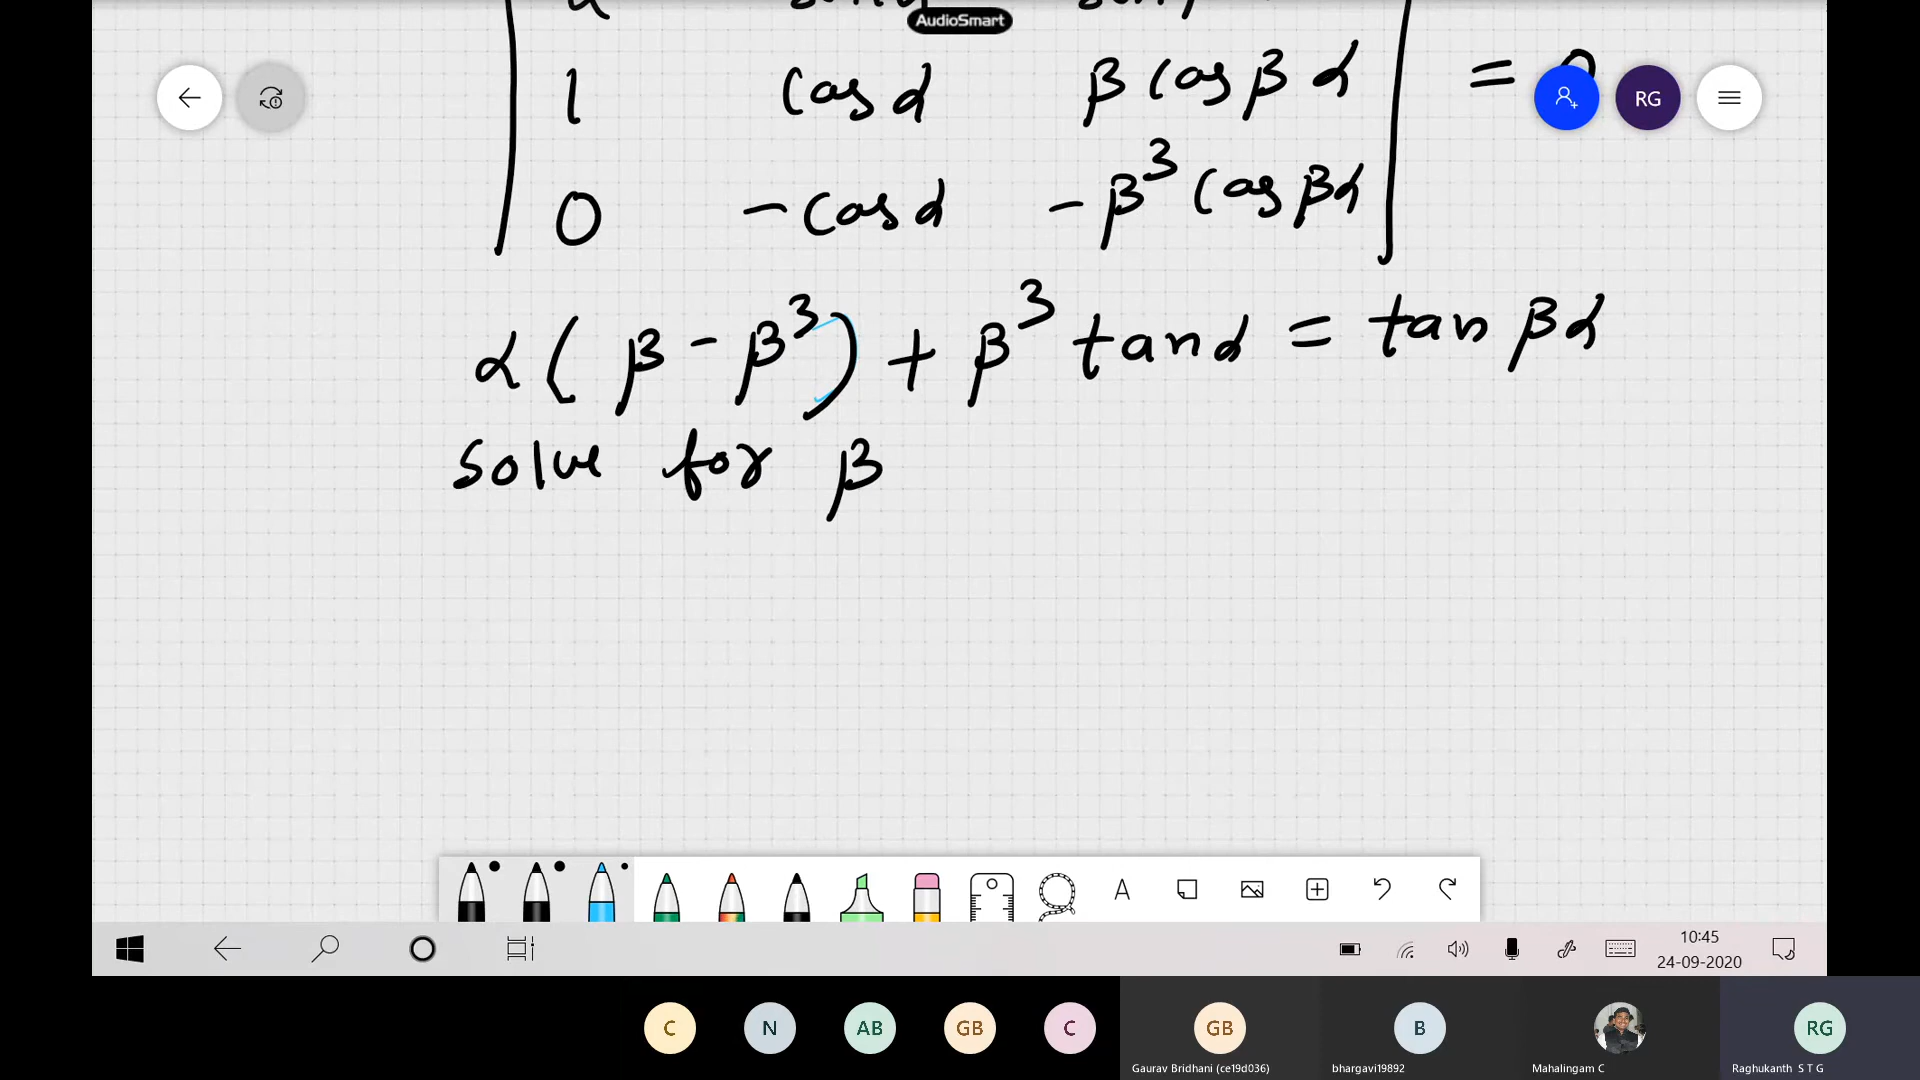 AudioSmart
1 cos α β cos β α = 0
0 - cos α - β³ cos βα
α ( β - β³ ) + β³ tan α = tan βα
solve for β
RG
A
10:45
24-09-2020
C N AB GB C GB B RG
Gaurav Bridhani (ce19d036) bhargavi19892 Mahalingam C Raghukanth S T G